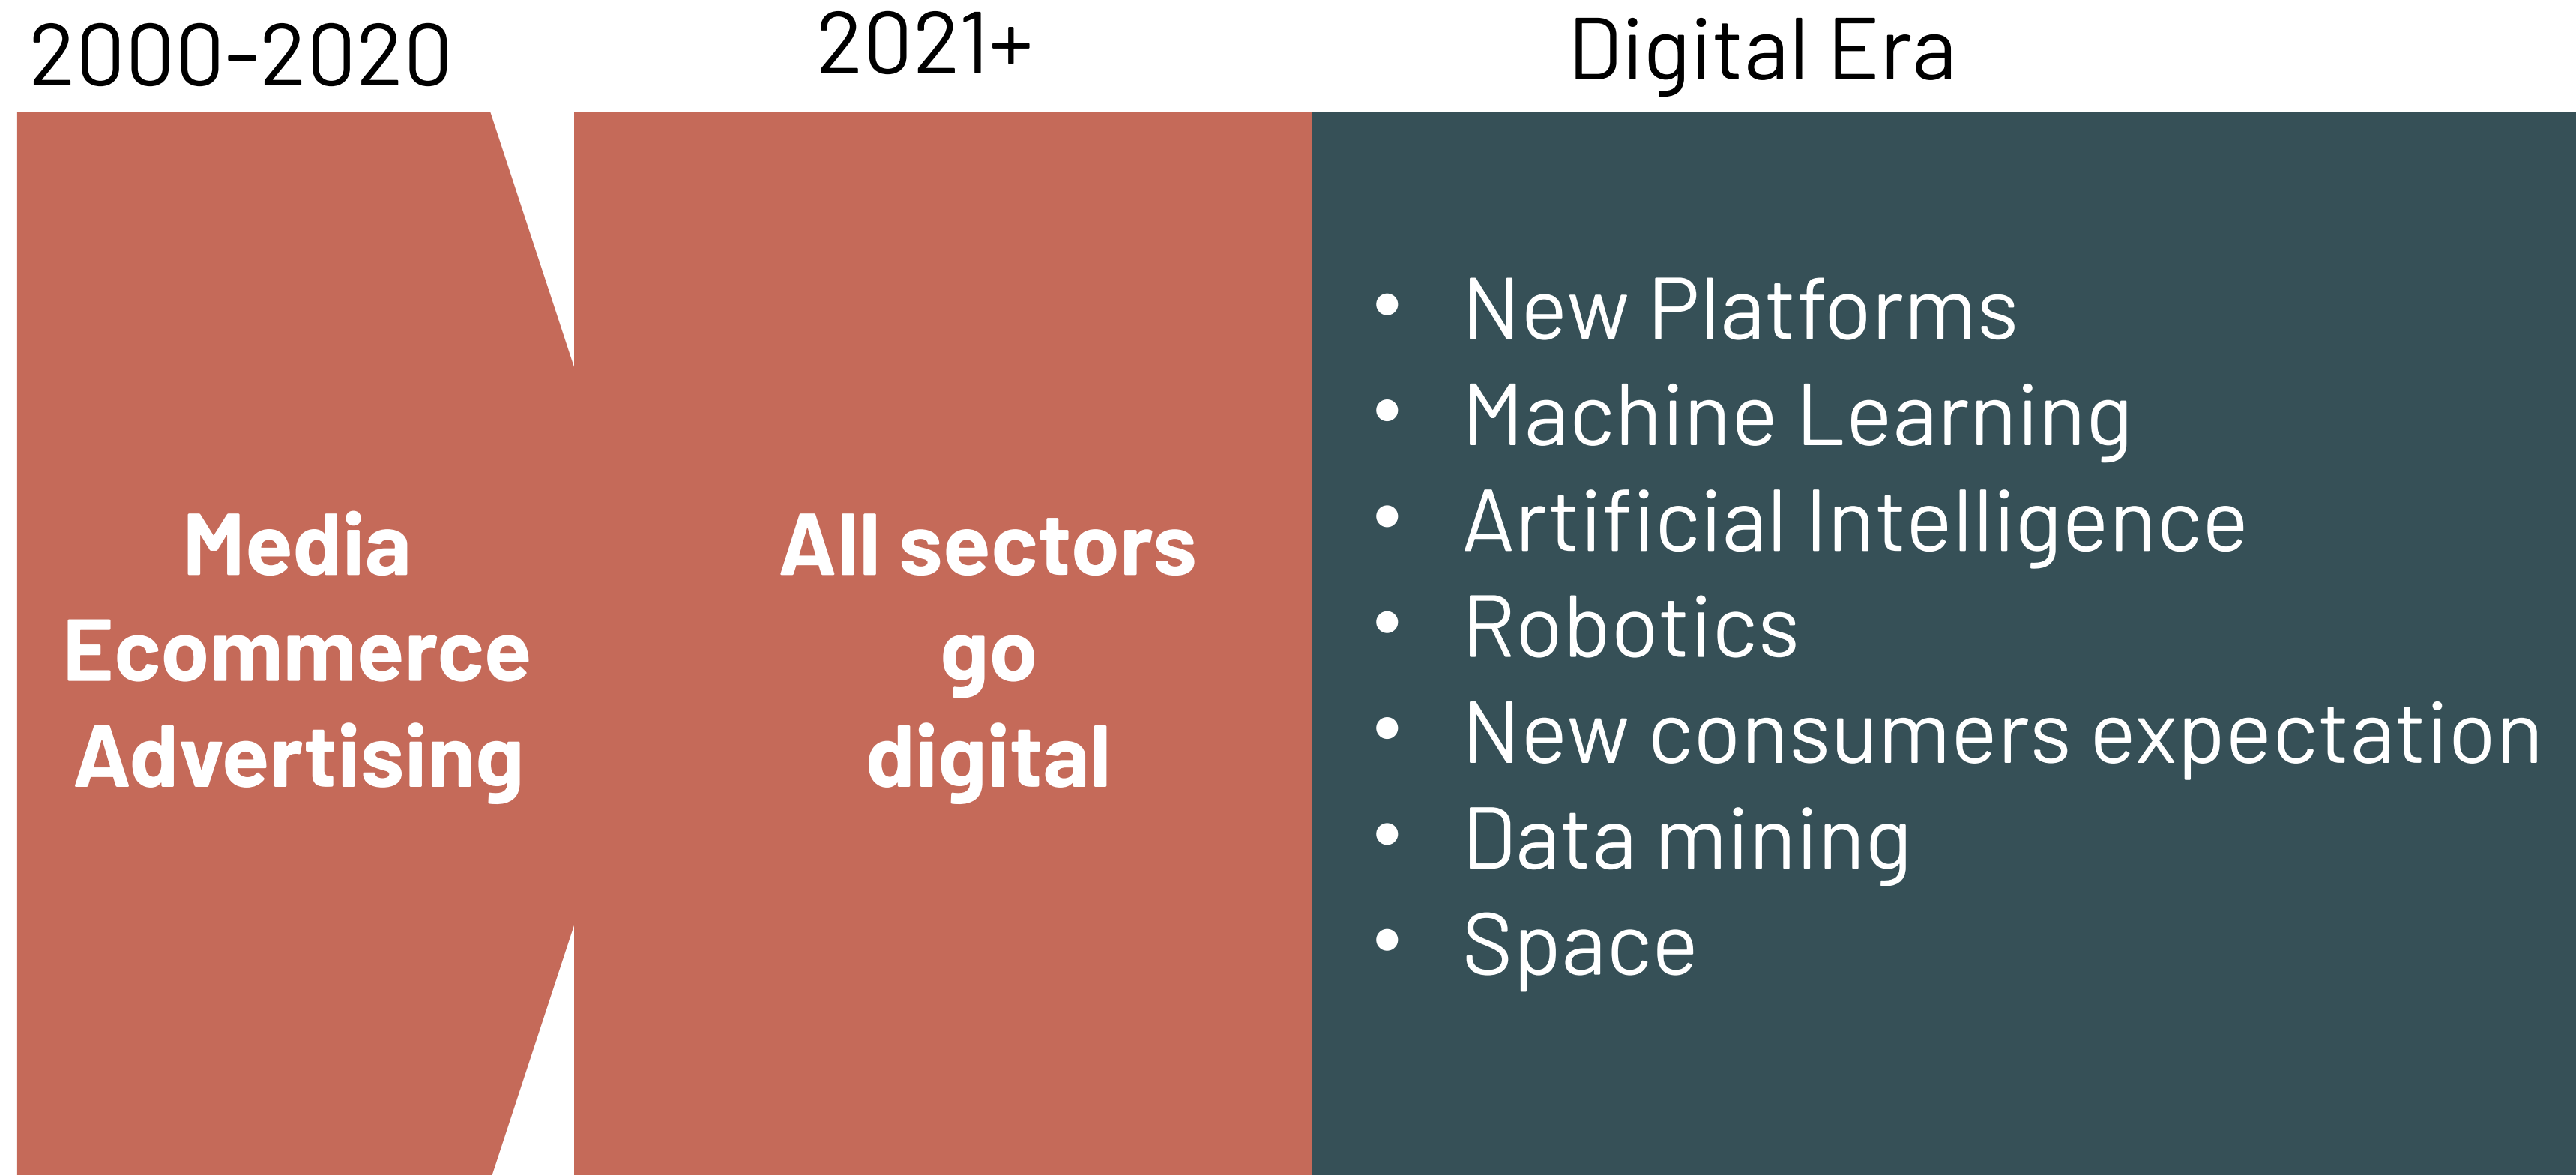 2000-2020
2021+
Digital Era
Media
Ecommerce
Advertising
All sectors
go
digital
• New Platforms
• Machine Learning
• Artificial Intelligence
• Robotics
• New consumers expectation
• Data mining
• Space